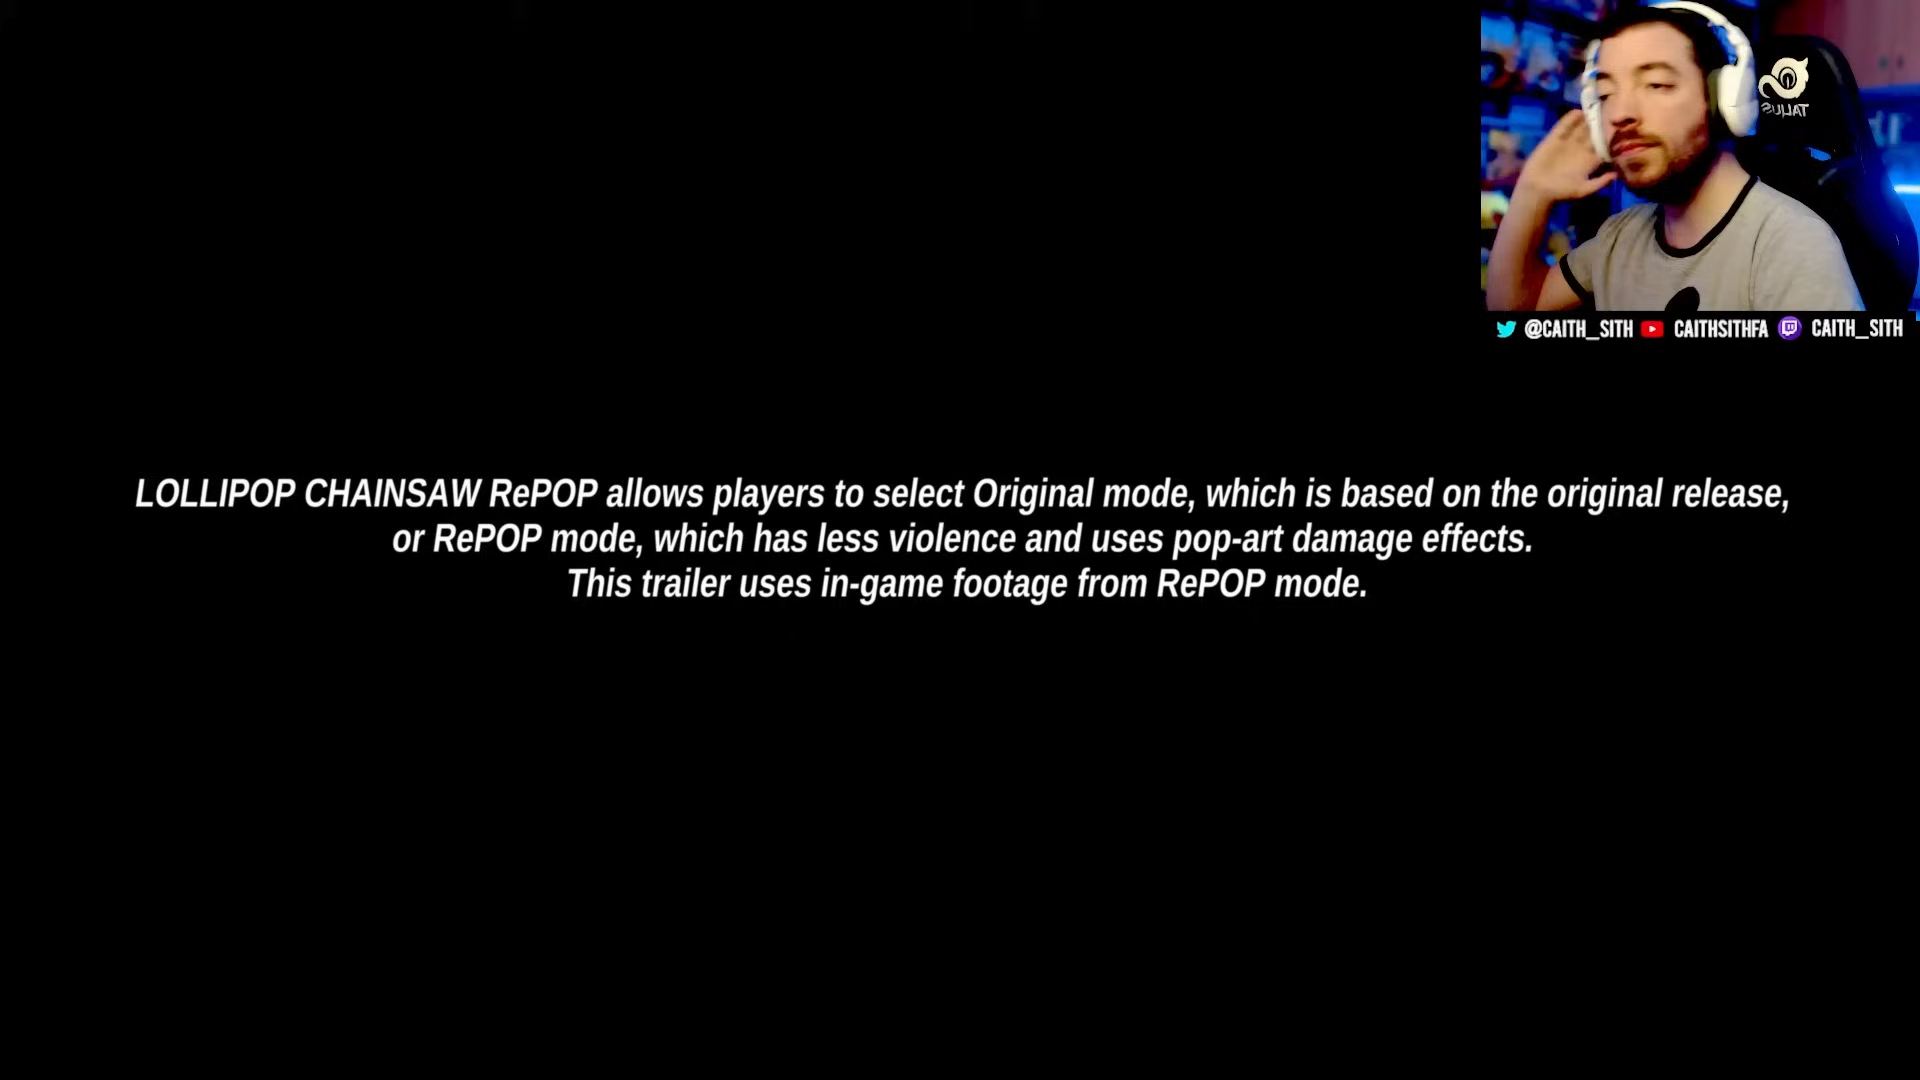 TALIUS
@CAITH_SITH CAITHSITHFA CAITH_SITH
LOLLIPOP CHAINSAW RePOP allows players to select Original mode, which is based on the original release,
or RePOP mode, which has less violence and uses pop-art damage effects.
This trailer uses in-game footage from RePOP mode.